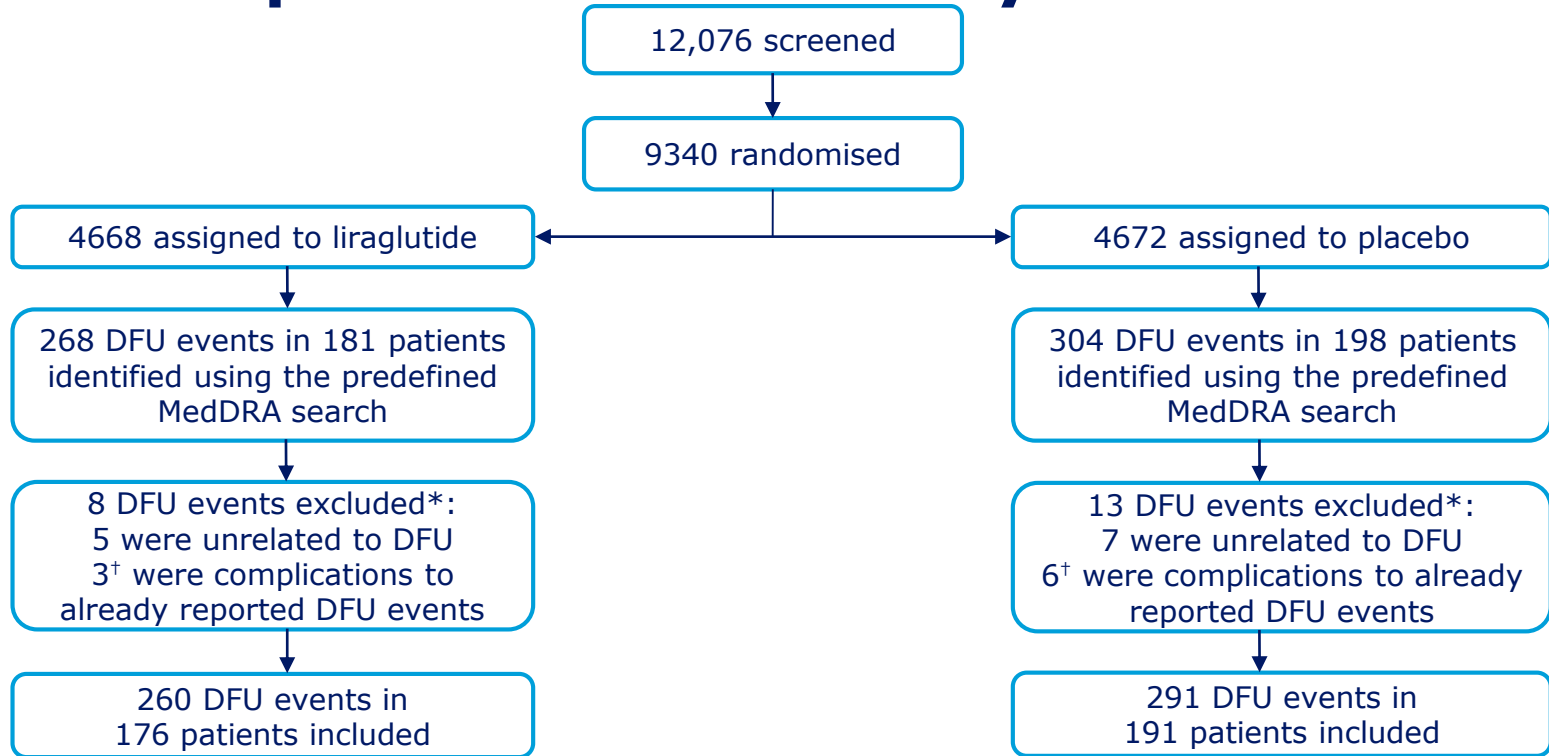 12,076 screened
9340 randomised
4668 assigned to liraglutide
4672 assigned to placebo
268 DFU events in 181 patients
identified using the predefined
MedDRA search
304 DFU events in 198 patients
identified using the predefined
MedDRA search
8 DFU events excluded*:
5 were unrelated to DFU
3† were complications to
already reported DFU events
13 DFU events excluded*:
7 were unrelated to DFU
6† were complications to already
reported DFU events
260 DFU events in
176 patients included
291 DFU events in
191 patients included